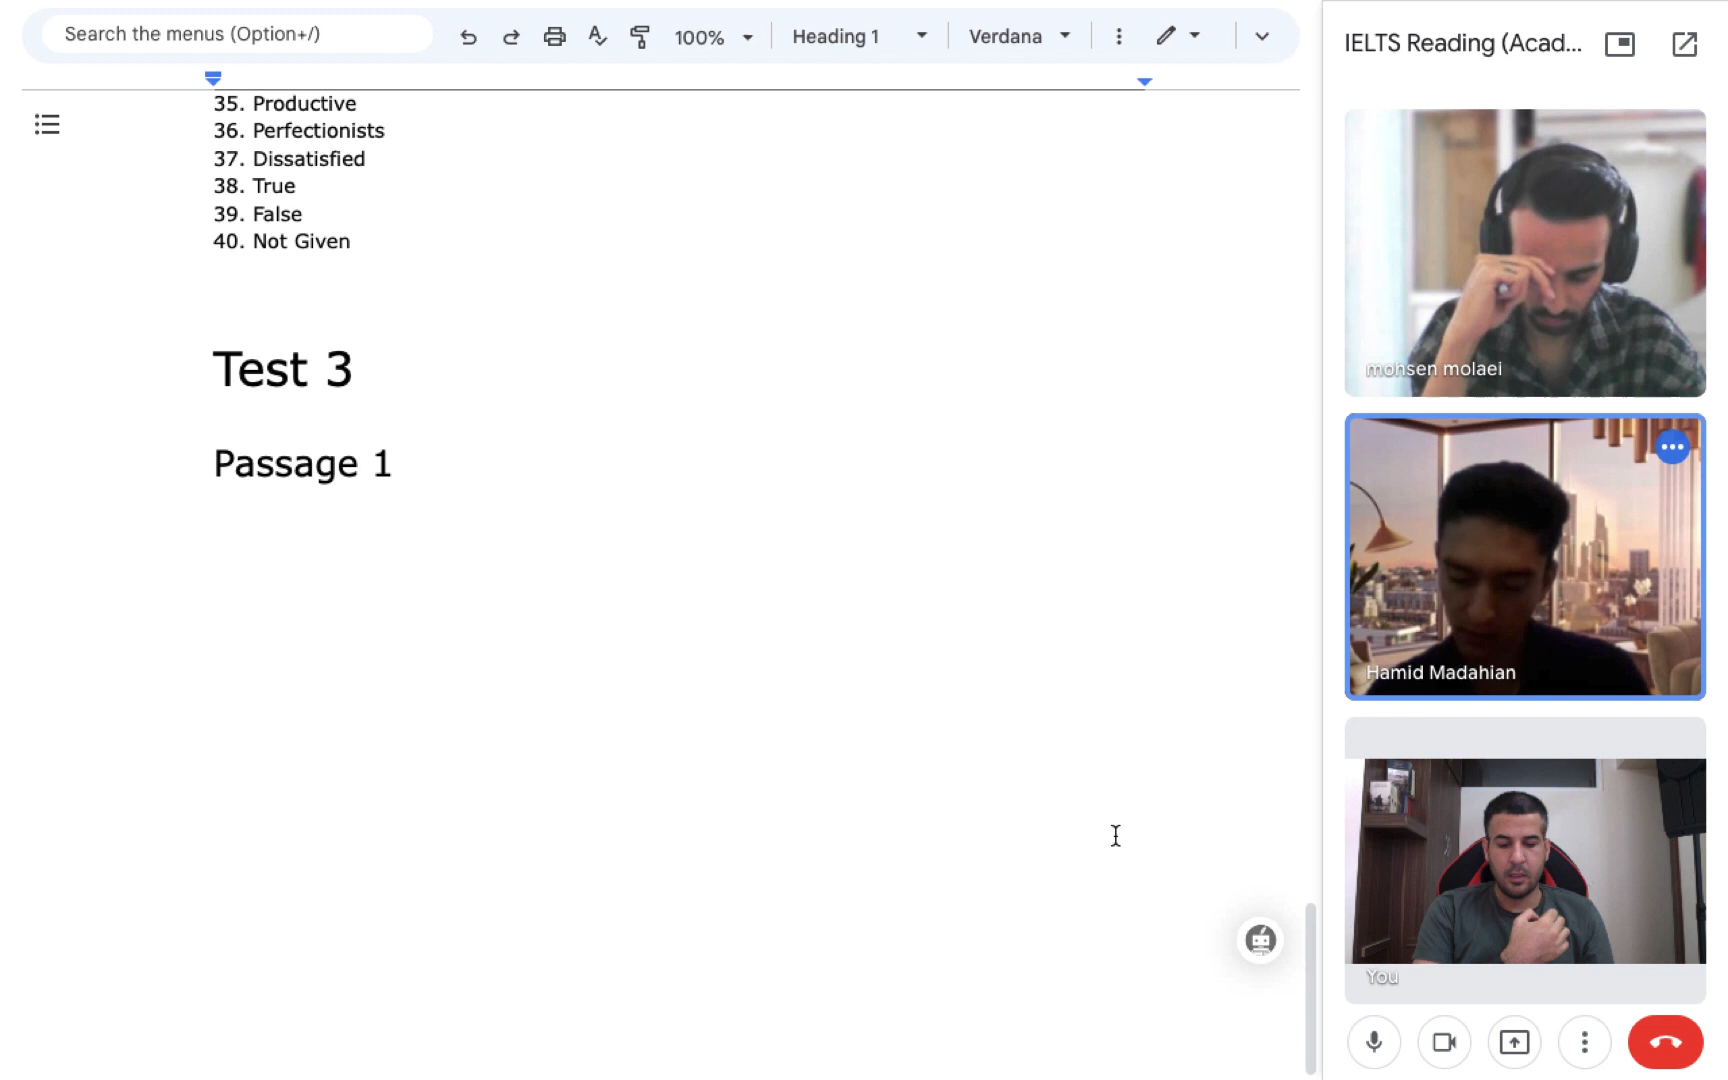 Search the menus (Option+/)
100%
Heading 1
Verdana
IELTS Reading (Acad...
35. Productive
36. Perfectionists
37. Dissatisfied
38. True
39. False
40. Not Given
Test 3
Passage 1
mohsen molaei
Hamid Madahian
You